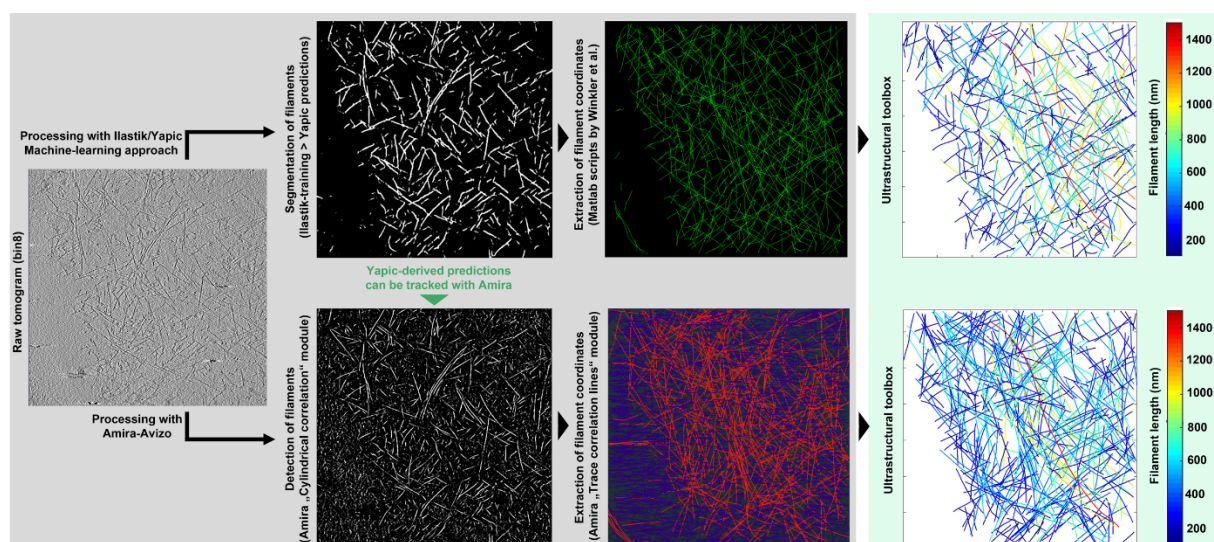 Processing with Ilastik/Yapic
Machine-learning approach
Raw tomogram (bin8)
Processing with
Amira-Avizo
Segmentation of filaments
(Ilastik-training > Yapic predictions)
Extraction of filament coordinates
(Matlab scripts by Winkler et al.)
Ultrastructural toolbox
Filament length (nm)
1400
1200
1000
800
600
400
200
Yapic-derived predictions
can be tracked with Amira
Detection of filaments
(Amira „Cylindrical correlation“ module)
Extraction of filament coordinates
(Amira „Trace correlation lines“ module)
Ultrastructural toolbox
Filament length (nm)
1400
1200
1000
800
600
400
200